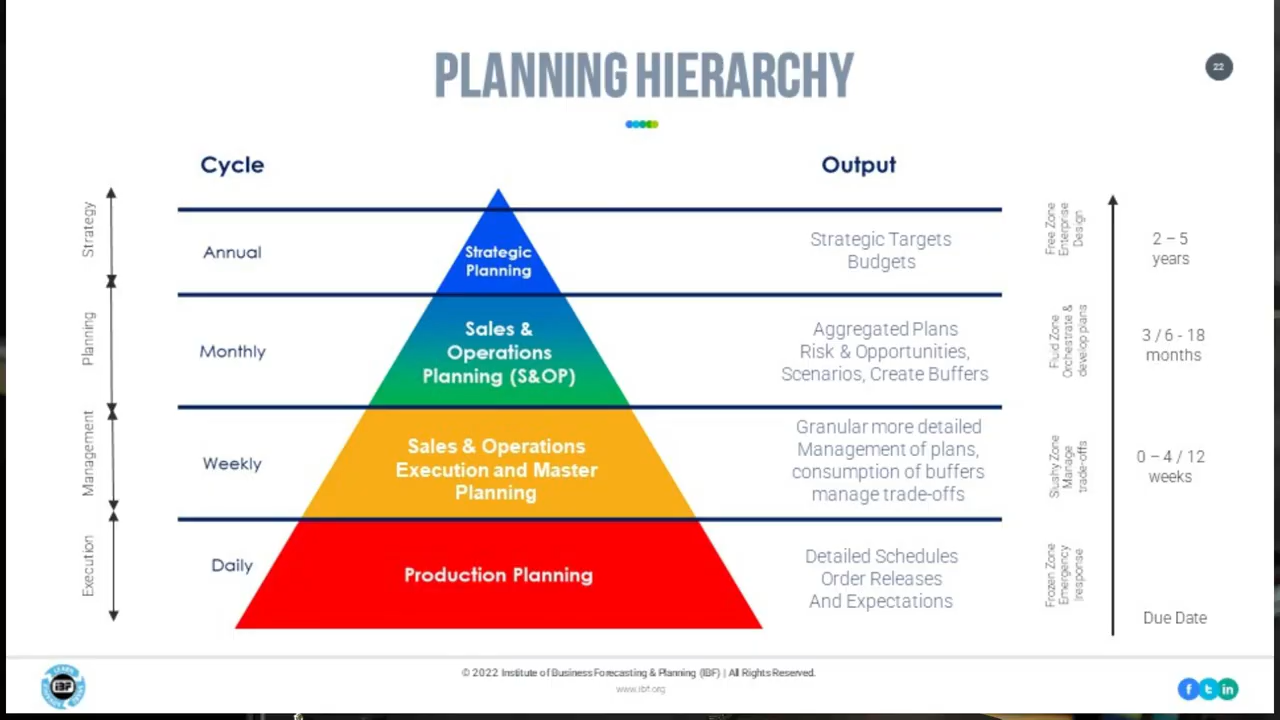 PLANNING HIERARCHY
22
Cycle
Output
Strategy
Annual
Strategic
Planning
Strategic Targets
Budgets
Free Zone
Enterprise
Design
2 – 5
years
Planning
Monthly
Sales &
Operations
Planning (S&OP)
Aggregated Plans
Risk & Opportunities,
Scenarios, Create Buffers
Fluid Zone
Orchestrate &
develop plans
3 / 6 - 18
months
Management
Weekly
Sales & Operations
Execution and Master
Planning
Granular more detailed
Management of plans,
consumption of buffers
manage trade-offs
Slushy Zone
Manage
trade-offs
0 – 4 / 12
weeks
Execution
Daily
Production Planning
Detailed Schedules
Order Releases
And Expectations
Frozen Zone
Emergency
Due Date
IBF
© 2022 Institute of Business Forecasting & Planning (IBF) | All Rights Reserved.
www.ibf.org
f
t
in